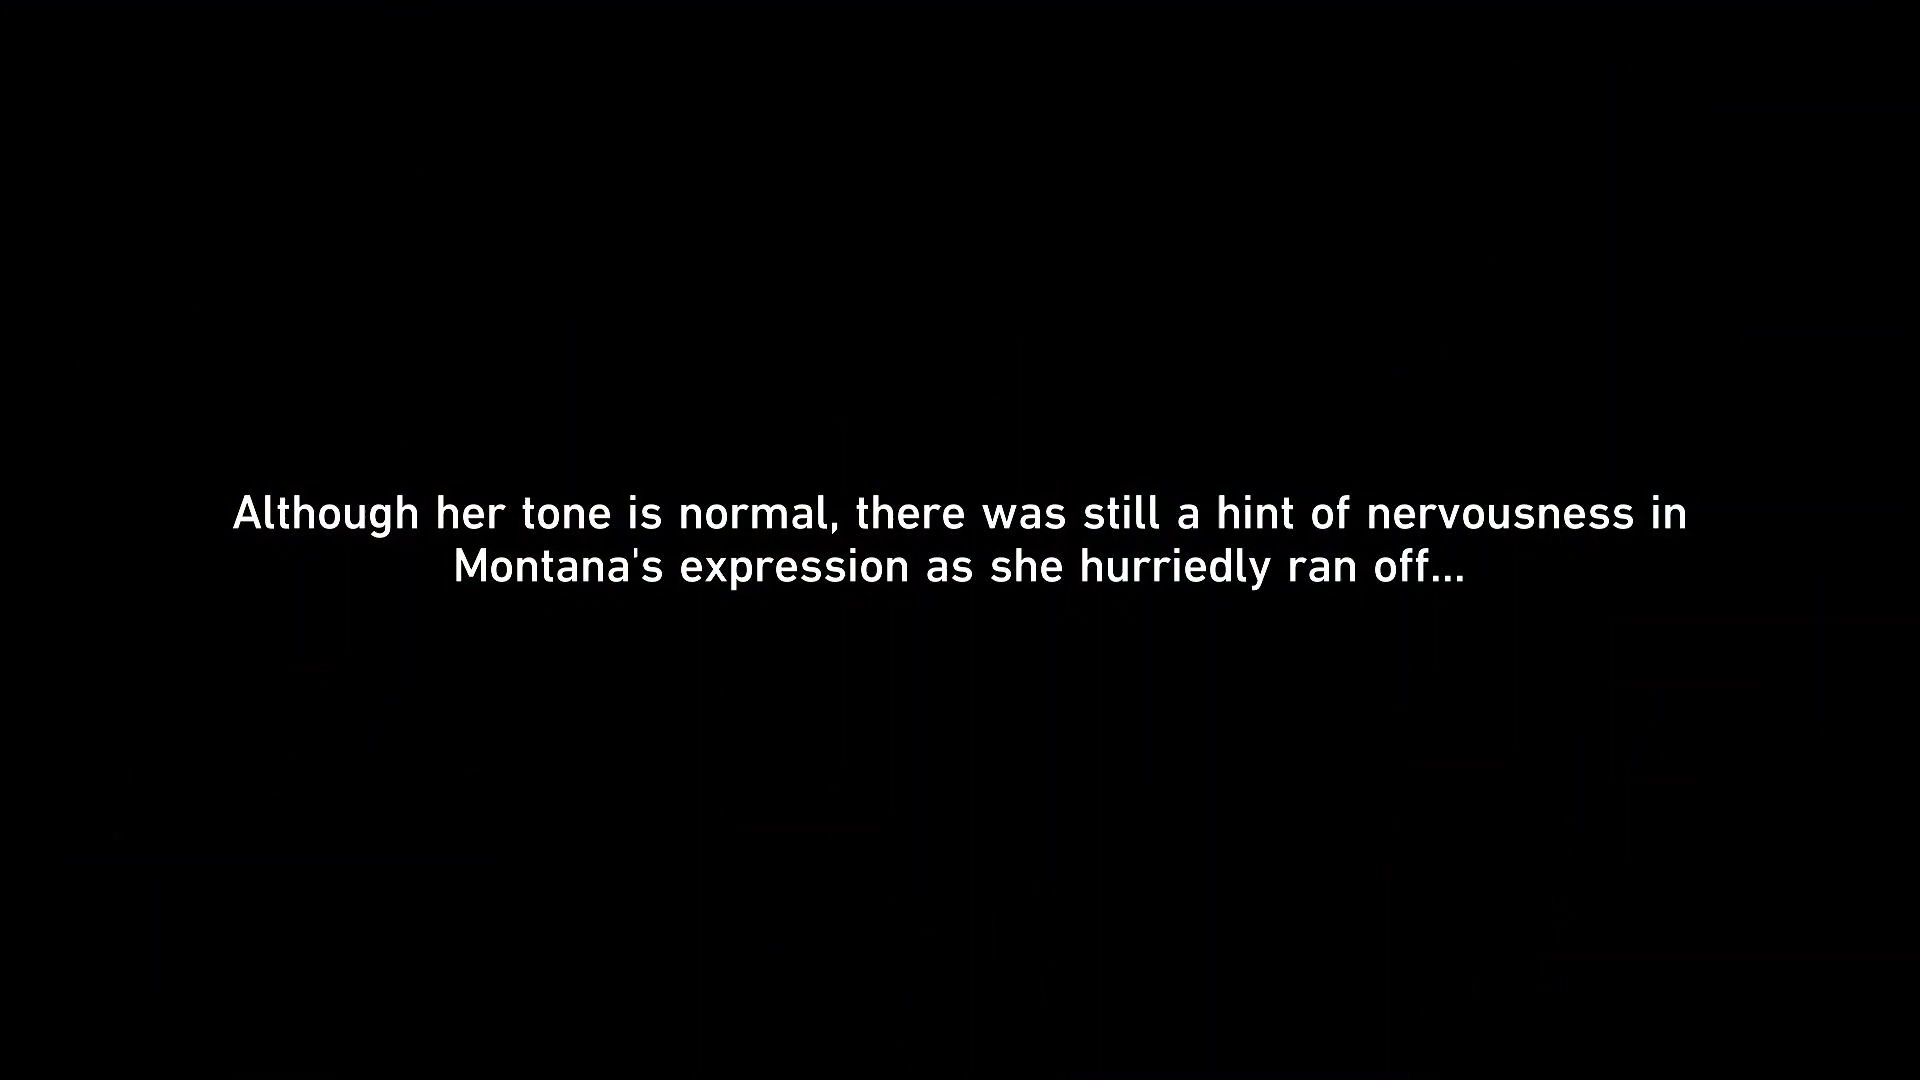 Although her tone is normal, there was still a hint of nervousness in
Montana's expression as she hurriedly ran off...